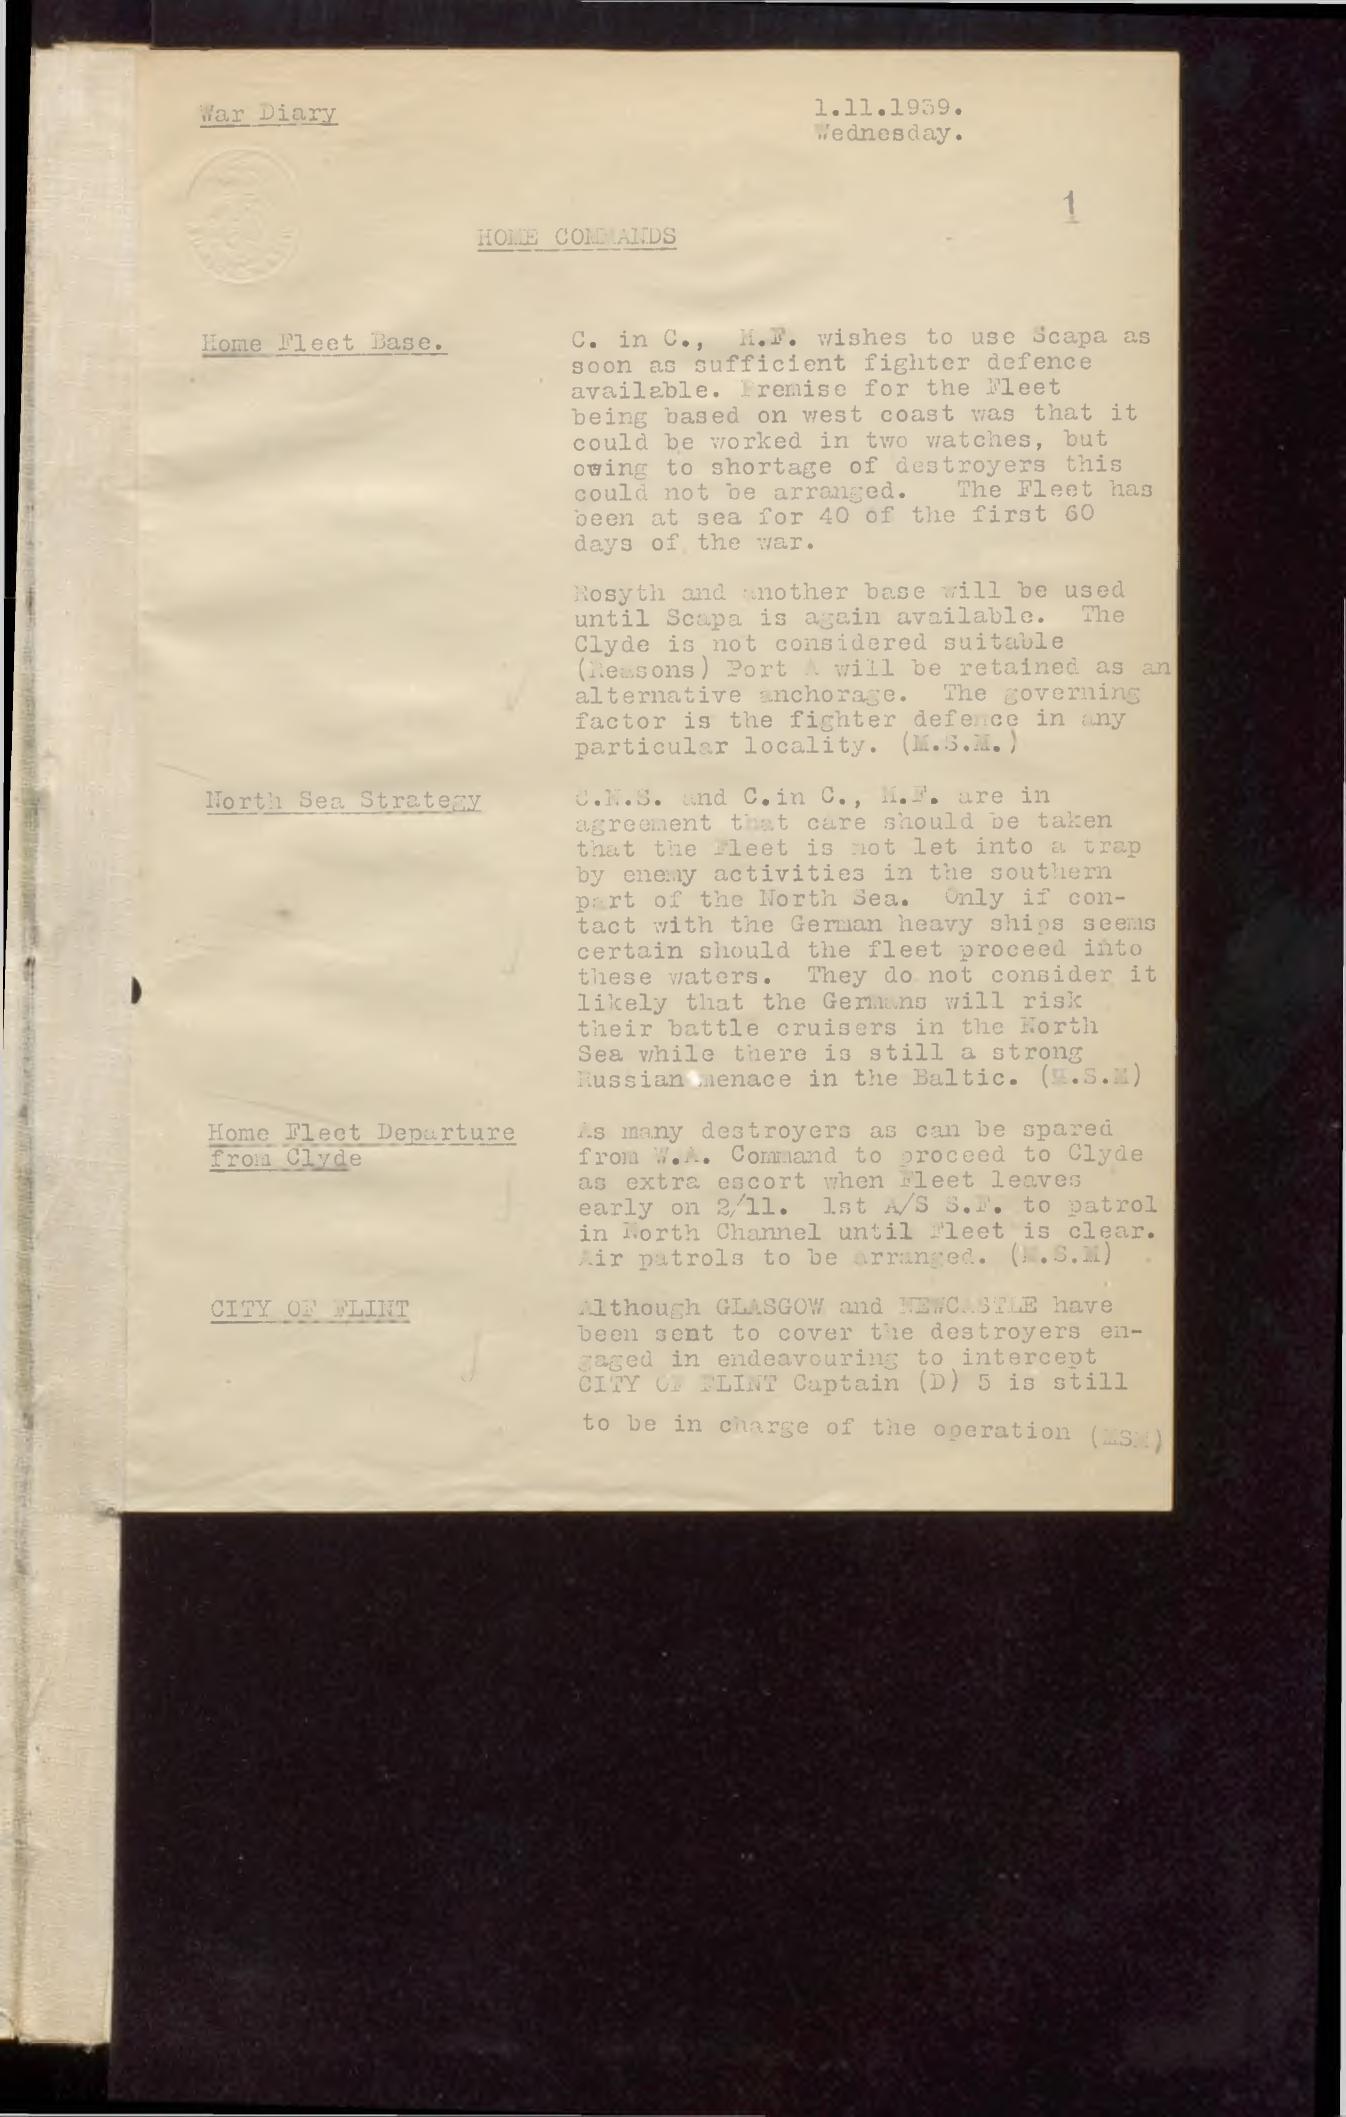 War Diary
1.11.1939.
Wednesday.
1
HOME COMMANDS
Home Fleet Base.
C. in C., H.F. wishes to use Scapa as
soon as sufficient fighter defence
available. Premise for the Fleet
being based on west coast was that it
could be worked in two watches, but
owing to shortage of destroyers this
could not be arranged. The Fleet has
been at sea for 40 of the first 60
days of the war.
Rosyth and another base will be used
until Scapa is again available. The
Clyde is not considered suitable
(Reasons) Port A will be retained as an
alternative anchorage. The governing
factor is the fighter defence in any
particular locality. (M.S.M.)
North Sea Strategy
C.N.S. and C.in C., H.F. are in
agreement that care should be taken
that the Fleet is not let into a trap
by enemy activities in the southern
part of the North Sea. Only if con-
tact with the German heavy ships seems
certain should the fleet proceed into
these waters. They do not consider it
likely that the Germans will risk
their battle cruisers in the North
Sea while there is still a strong
Russian menace in the Baltic. (M.S.M)
Home Fleet Departure
from Clyde
As many destroyers as can be spared
from W.A. Command to proceed to Clyde
as extra escort when Fleet leaves
early on 2/11. 1st A/S S.F. to patrol
in North Channel until Fleet is clear.
Air patrols to be arranged. (M.S.M)
CITY OF FLINT
Although GLASGOW and NEWCASTLE have
been sent to cover the destroyers en-
gaged in endeavouring to intercept
CITY OF FLINT Captain (D) 5 is still
to be in charge of the operation (MSM)